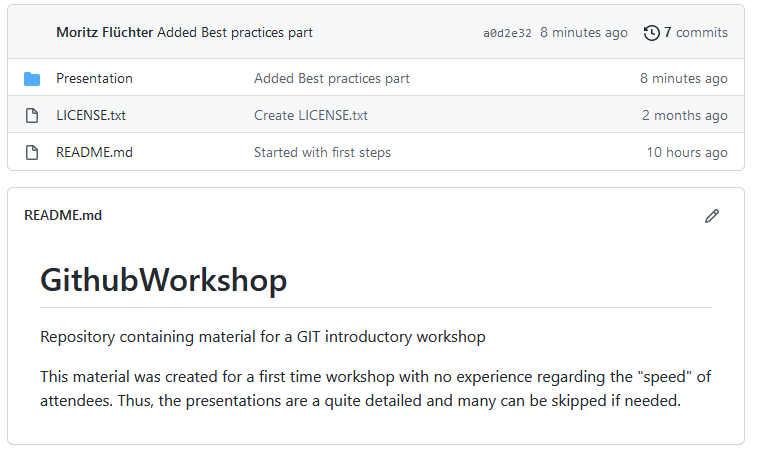 Moritz Flüchter Added Best practices part a0d2e32 8 minutes ago 7 commits
Presentation Added Best practices part 8 minutes ago
LICENSE.txt Create LICENSE.txt 2 months ago
README.md Started with first steps 10 hours ago
README.md
GithubWorkshop
Repository containing material for a GIT introductory workshop
This material was created for a first time workshop with no experience regarding the "speed" of
attendees. Thus, the presentations are a quite detailed and many can be skipped if needed.